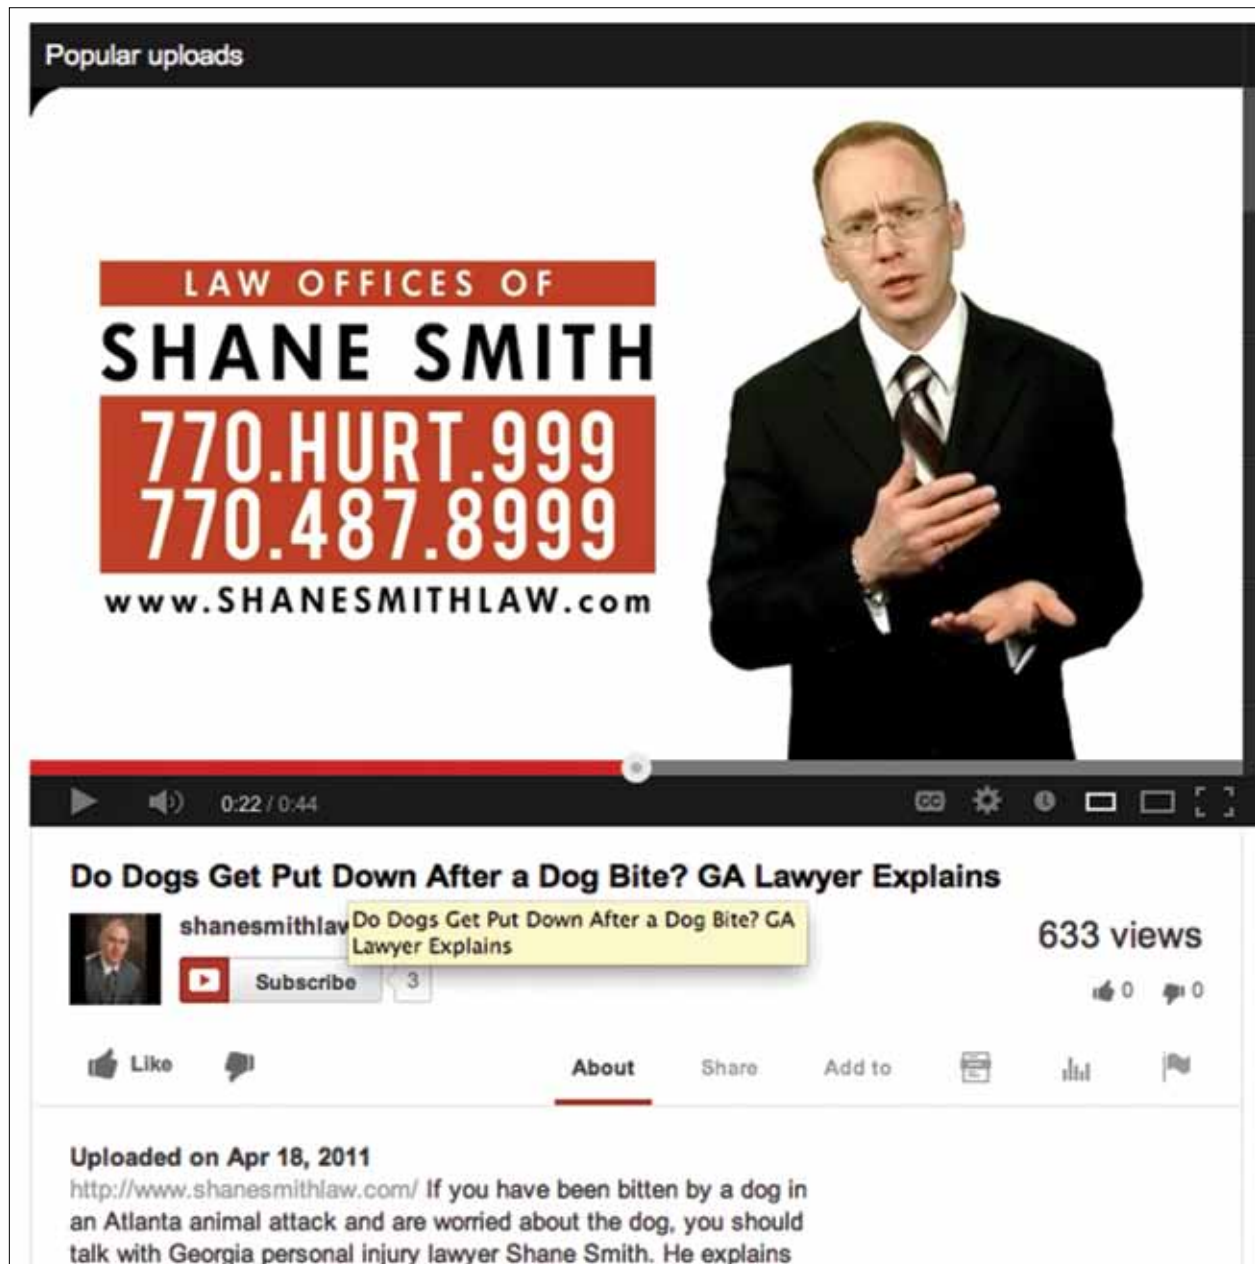 Popular uploads
LAW OFFICES OF
SHANE SMITH
770.HURT.999
770.487.8999
www.SHANESMITHLAW.com
0:22 / 0:44
CC
Do Dogs Get Put Down After a Dog Bite? GA Lawyer Explains
shanesmithlaw
Do Dogs Get Put Down After a Dog Bite? GA
Lawyer Explains
633 views
Subscribe 3
0 0
Like
About Share Add to
Uploaded on Apr 18, 2011
http://www.shanesmithlaw.com/ If you have been bitten by a dog in
an Atlanta animal attack and are worried about the dog, you should
talk with Georgia personal injury lawyer Shane Smith. He explains